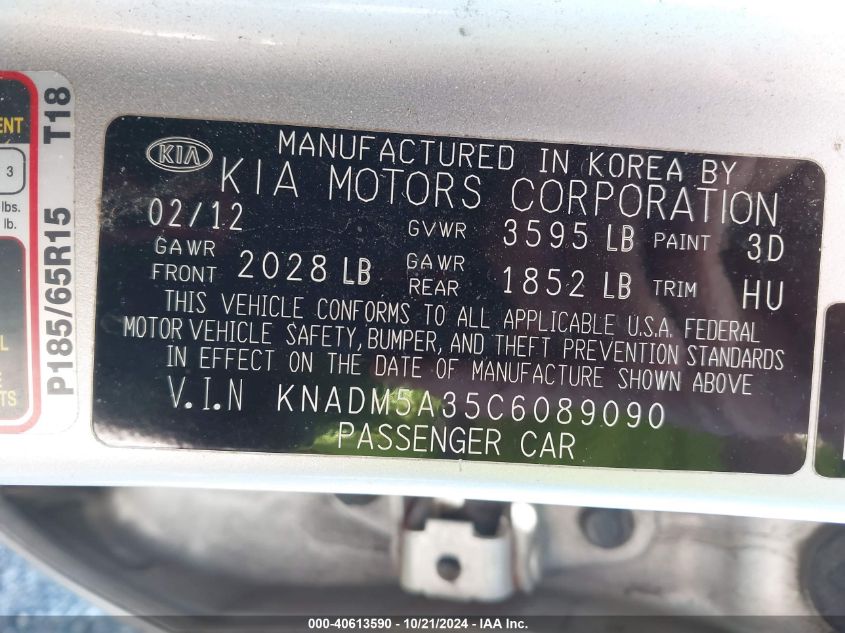 MANUFACTURED IN KOREA BY
KIA KIA MOTORS CORPORATION
02/12 GVWR 3595 LB PAINT 3D
GAWR FRONT 2028 LB GAWR REAR 1852 LB TRIM HU
THIS VEHICLE CONFORMS TO ALL APPLICABLE U.S.A. FEDERAL
MOTOR VEHICLE SAFETY, BUMPER, AND THEFT PREVENTION STANDARDS
IN EFFECT ON THE DATE OF MANUFACTURE SHOWN ABOVE
V.I.N KNADM5A35C6089090
PASSENGER CAR
P185/65R15 T18
3
lbs.
lb.
000-40613590 - 10/21/2024 - IAA Inc.